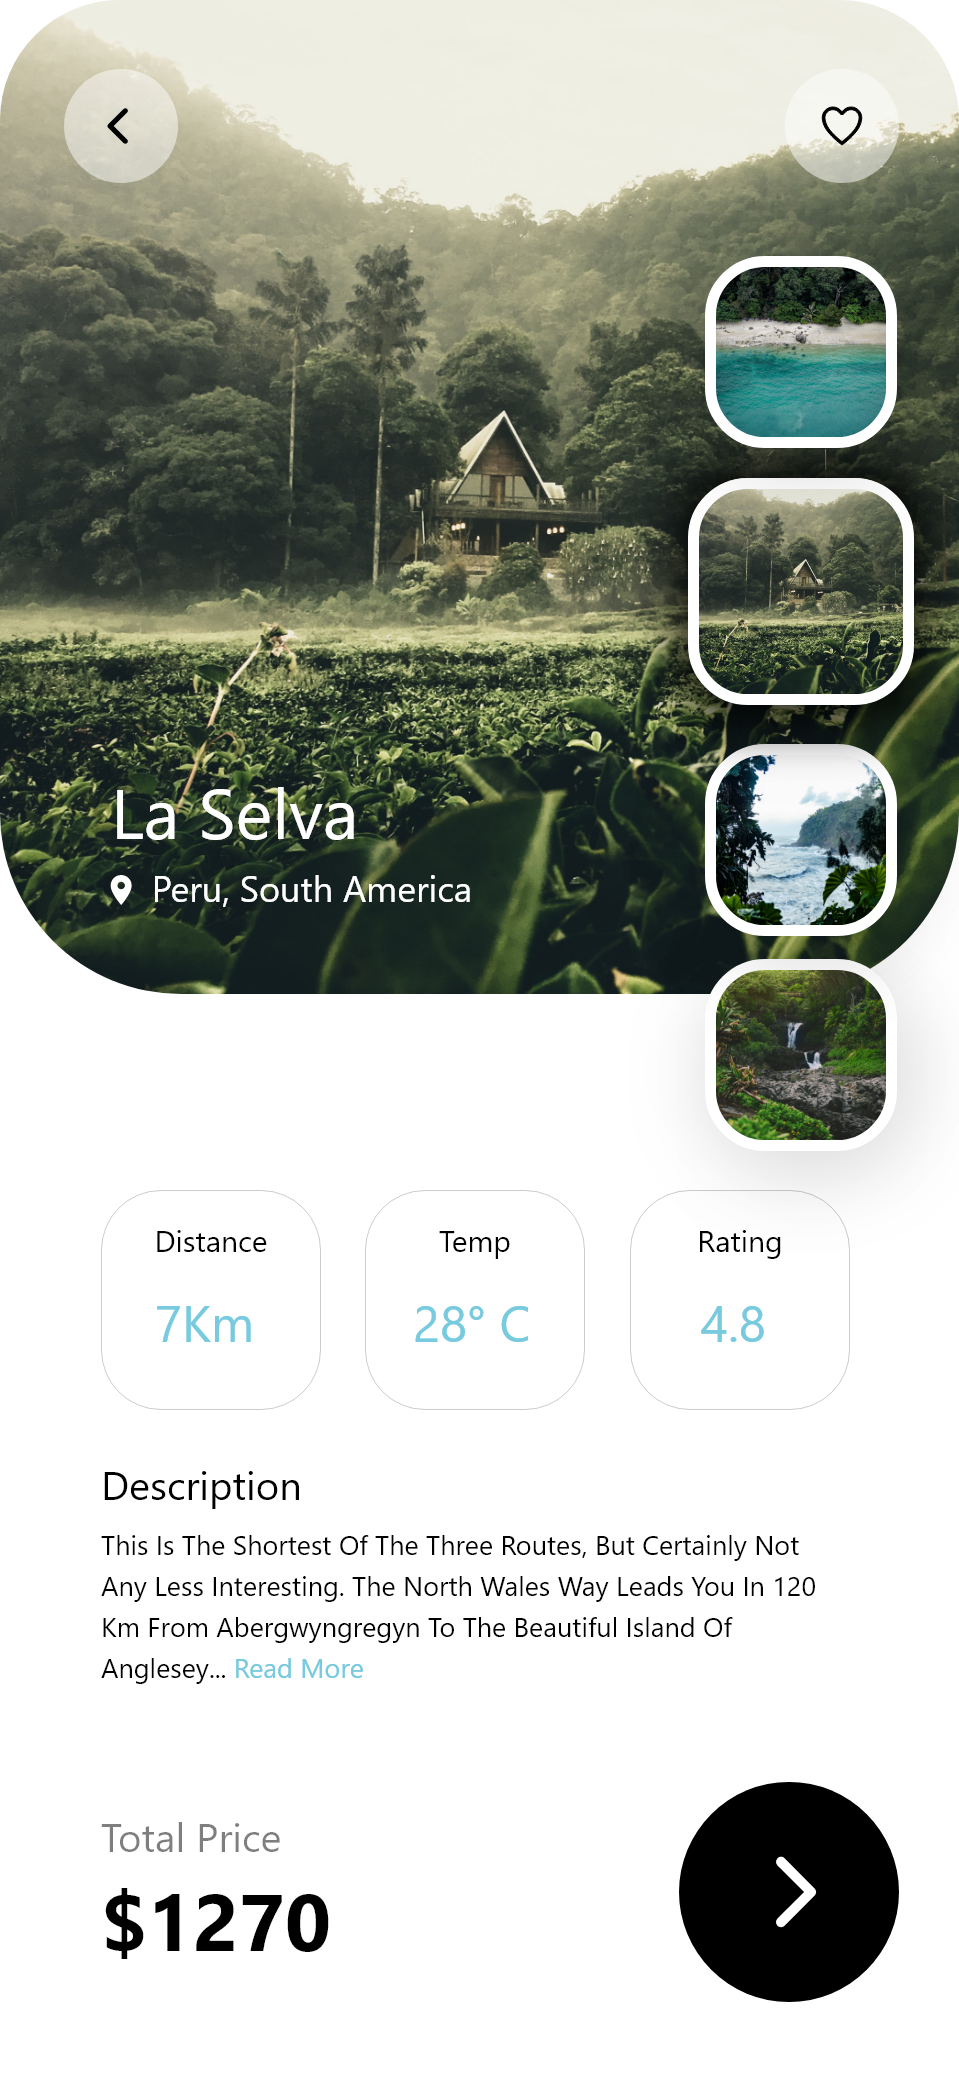 La Selva
Peru, South America
Distance
Temp
Rating
7Km
28° C
4.8
Description
This Is The Shortest Of The Three Routes, But Certainly Not
Any Less Interesting. The North Wales Way Leads You In 120
Km From Abergwyngregyn To The Beautiful Island Of
Anglesey... Read More
Total Price
$1270